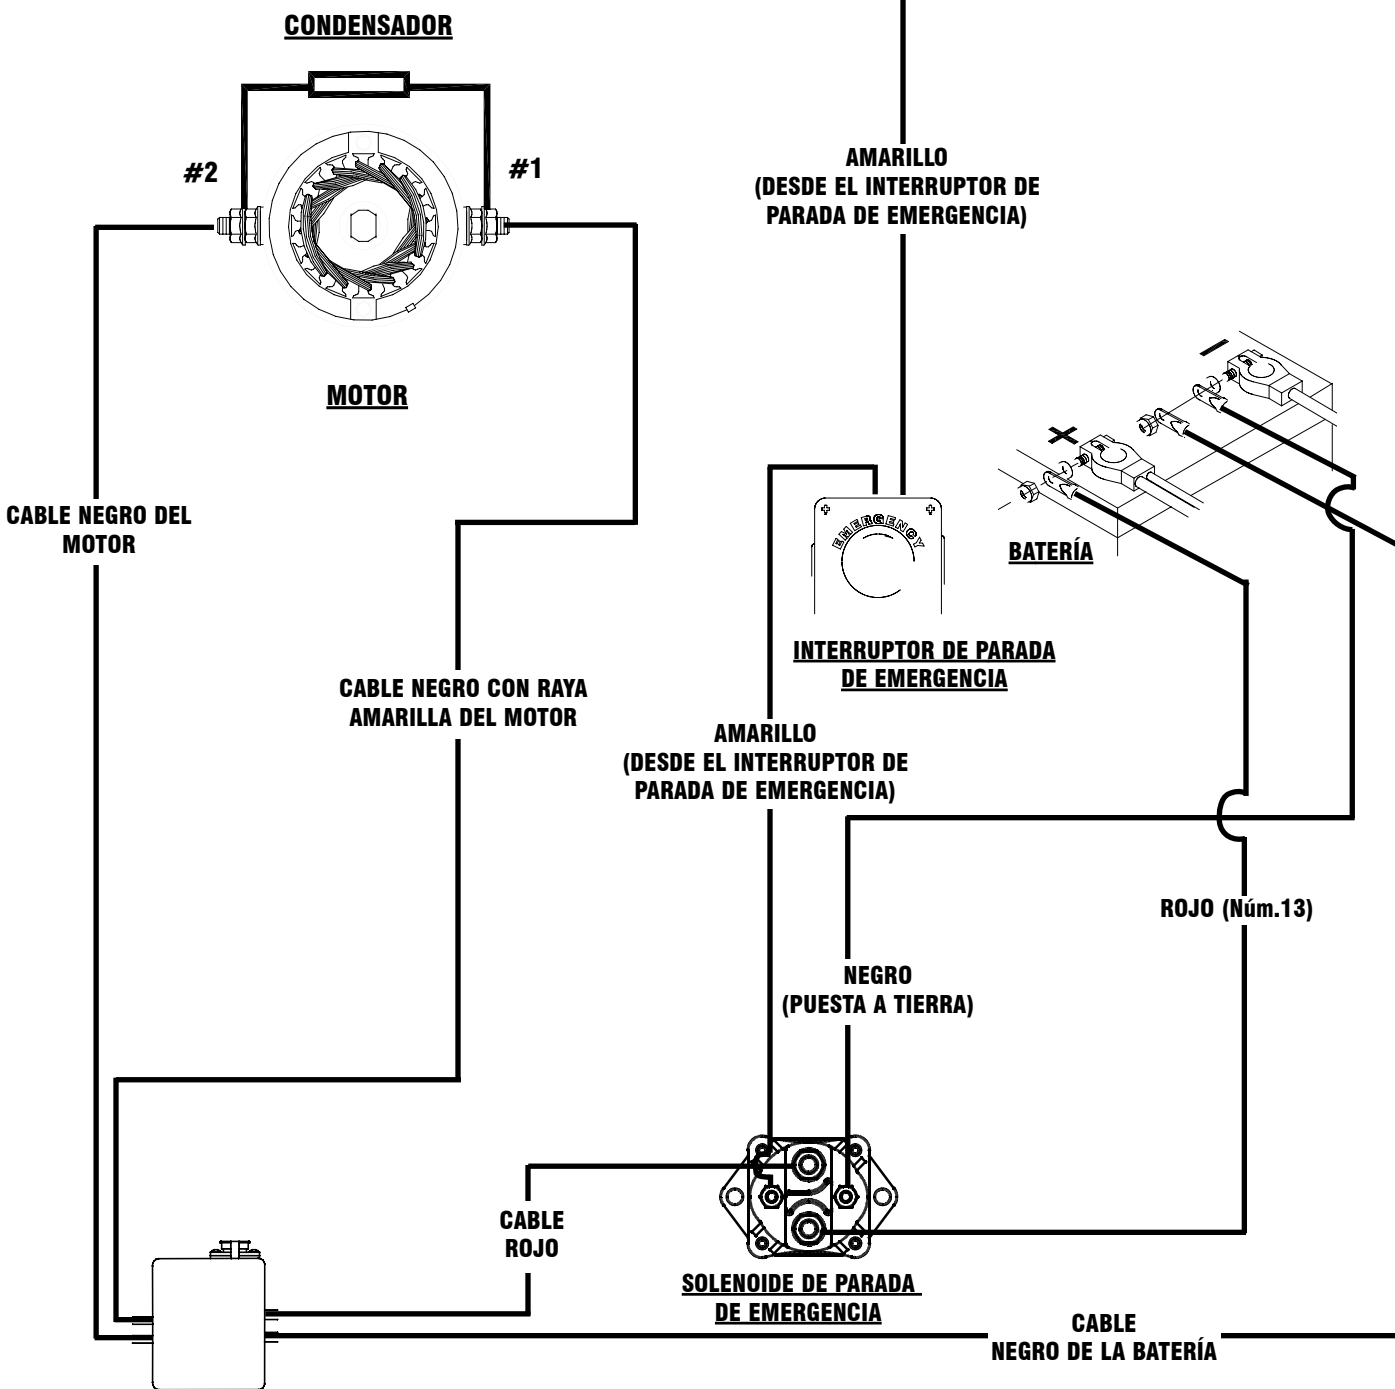 CONDENSADOR
#2
#1
AMARILLO
(DESDE EL INTERRUPTOR DE
PARADA DE EMERGENCIA)
MOTOR
−
+
CABLE NEGRO DEL
MOTOR
EMERGENCY
BATERÍA
INTERRUPTOR DE PARADA
DE EMERGENCIA
CABLE NEGRO CON RAYA
AMARILLA DEL MOTOR
AMARILLO
(DESDE EL INTERRUPTOR DE
PARADA DE EMERGENCIA)
ROJO (Núm.13)
NEGRO
(PUESTA A TIERRA)
CABLE
ROJO
SOLENOIDE DE PARADA
DE EMERGENCIA
CABLE
NEGRO DE LA BATERÍA